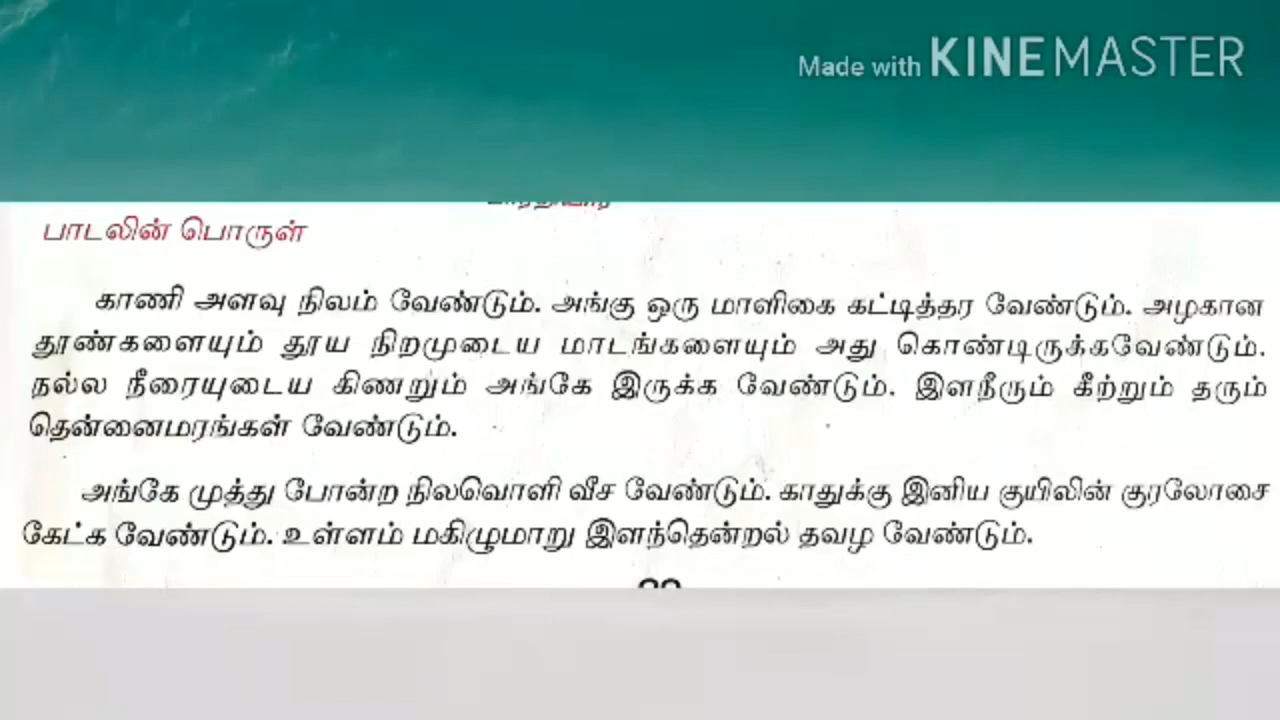 Made with KINEMASTER
பாடலின் பொருள்
காணி அளவு நிலம் வேண்டும். அங்கு ஒரு மாளிகை கட்டித்தர வேண்டும். அழகான
தூண்களையும் தூய நிறமுடைய மாடங்களையும் அது கொண்டிருக்கவேண்டும்.
நல்ல நீரையுடைய கிணறும் அங்கே இருக்க வேண்டும். இளநீரும் கீற்றும் தரும்
தென்னைமரங்கள் வேண்டும்.
அங்கே முத்து போன்ற நிலவொளி வீச வேண்டும். காதுக்கு இனிய குயிலின் குரலோசை
கேட்க வேண்டும். உள்ளம் மகிழுமாறு இளந்தென்றல் தவழ வேண்டும்.